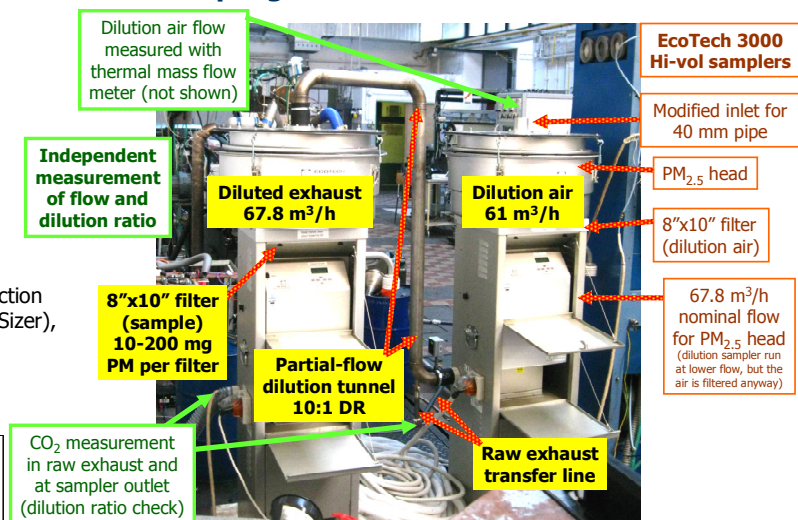 Dilution air flow
measured with
thermal mass flow
meter (not shown)
EcoTech 3000
Hi-vol samplers
Modified inlet for
40 mm pipe
Independent
measurement
of flow and
dilution ratio
PM2.5 head
Diluted exhaust
67.8 m³/h
Dilution air
61 m³/h
8”x10” filter
(dilution air)
ction
Sizer),
8”x10” filter
(sample)
10-200 mg
PM per filter
67.8 m³/h
nominal flow
for PM2.5 head
(dilution sampler run
at lower flow, but the
air is filtered anyway)
Partial-flow
dilution tunnel
10:1 DR
CO2 measurement
in raw exhaust and
at sampler outlet
(dilution ratio check)
Raw exhaust
transfer line